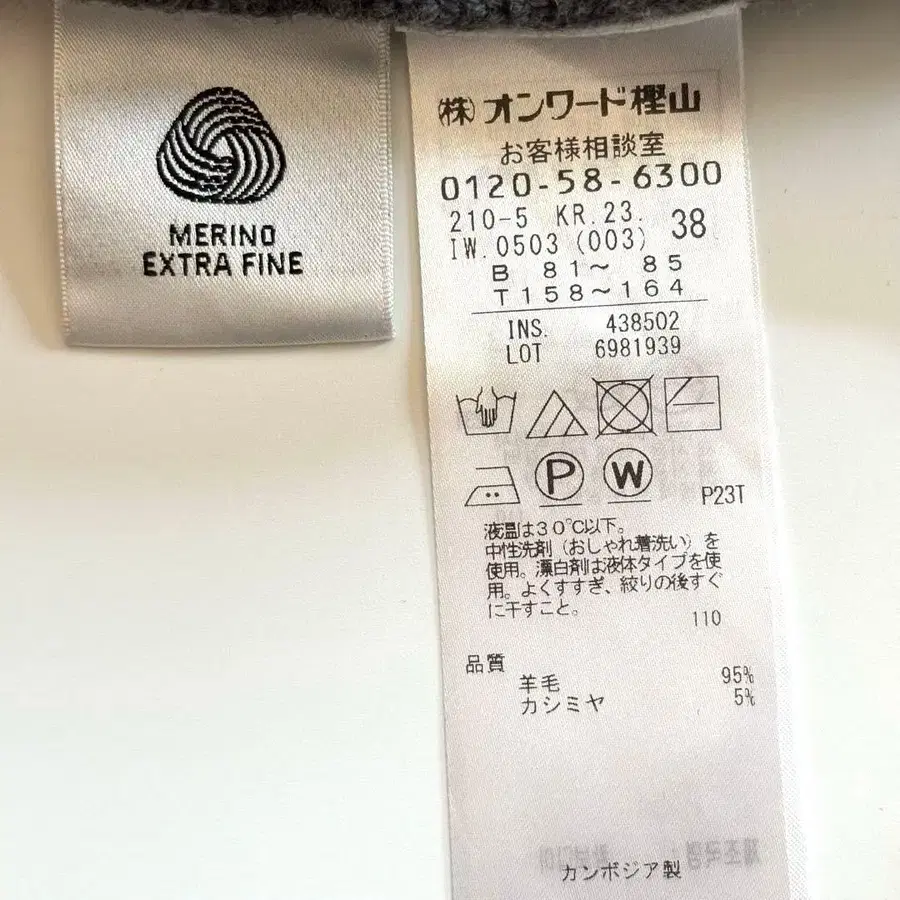 MERINO
EXTRA FINE
㈱オンワード樫山
お客様相談室
0120-58-6300
210-5 KR.23. 38
IW.0503 (003)
B 81～ 85
T158～164
INS. 438502
LOT 6981939
P W P23T
液温は30℃以下。
中性洗剤（おしゃれ着洗い）を
使用。漂白剤は液体タイプを使
用。よくすすぎ、絞りの後すぐ
に干すこと。
110
品質
羊毛 95%
カシミヤ 5%
カンボジア製